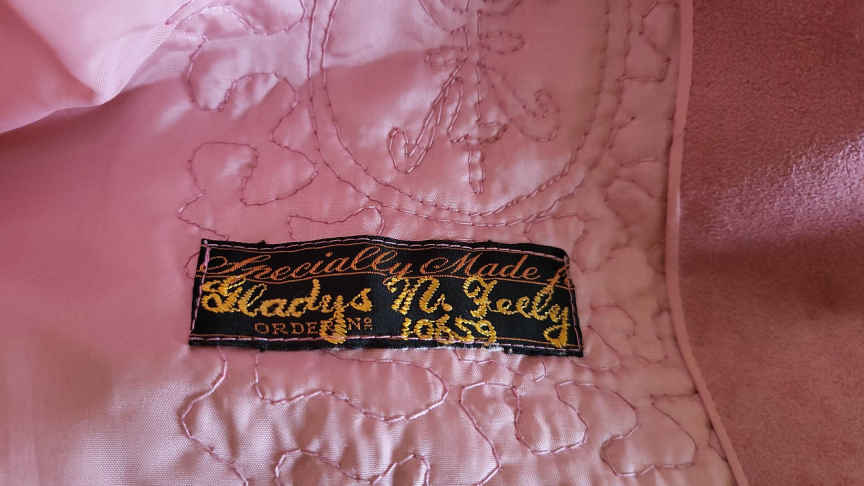 Specially Made
Gladys N. Feely
ORDER No 10659